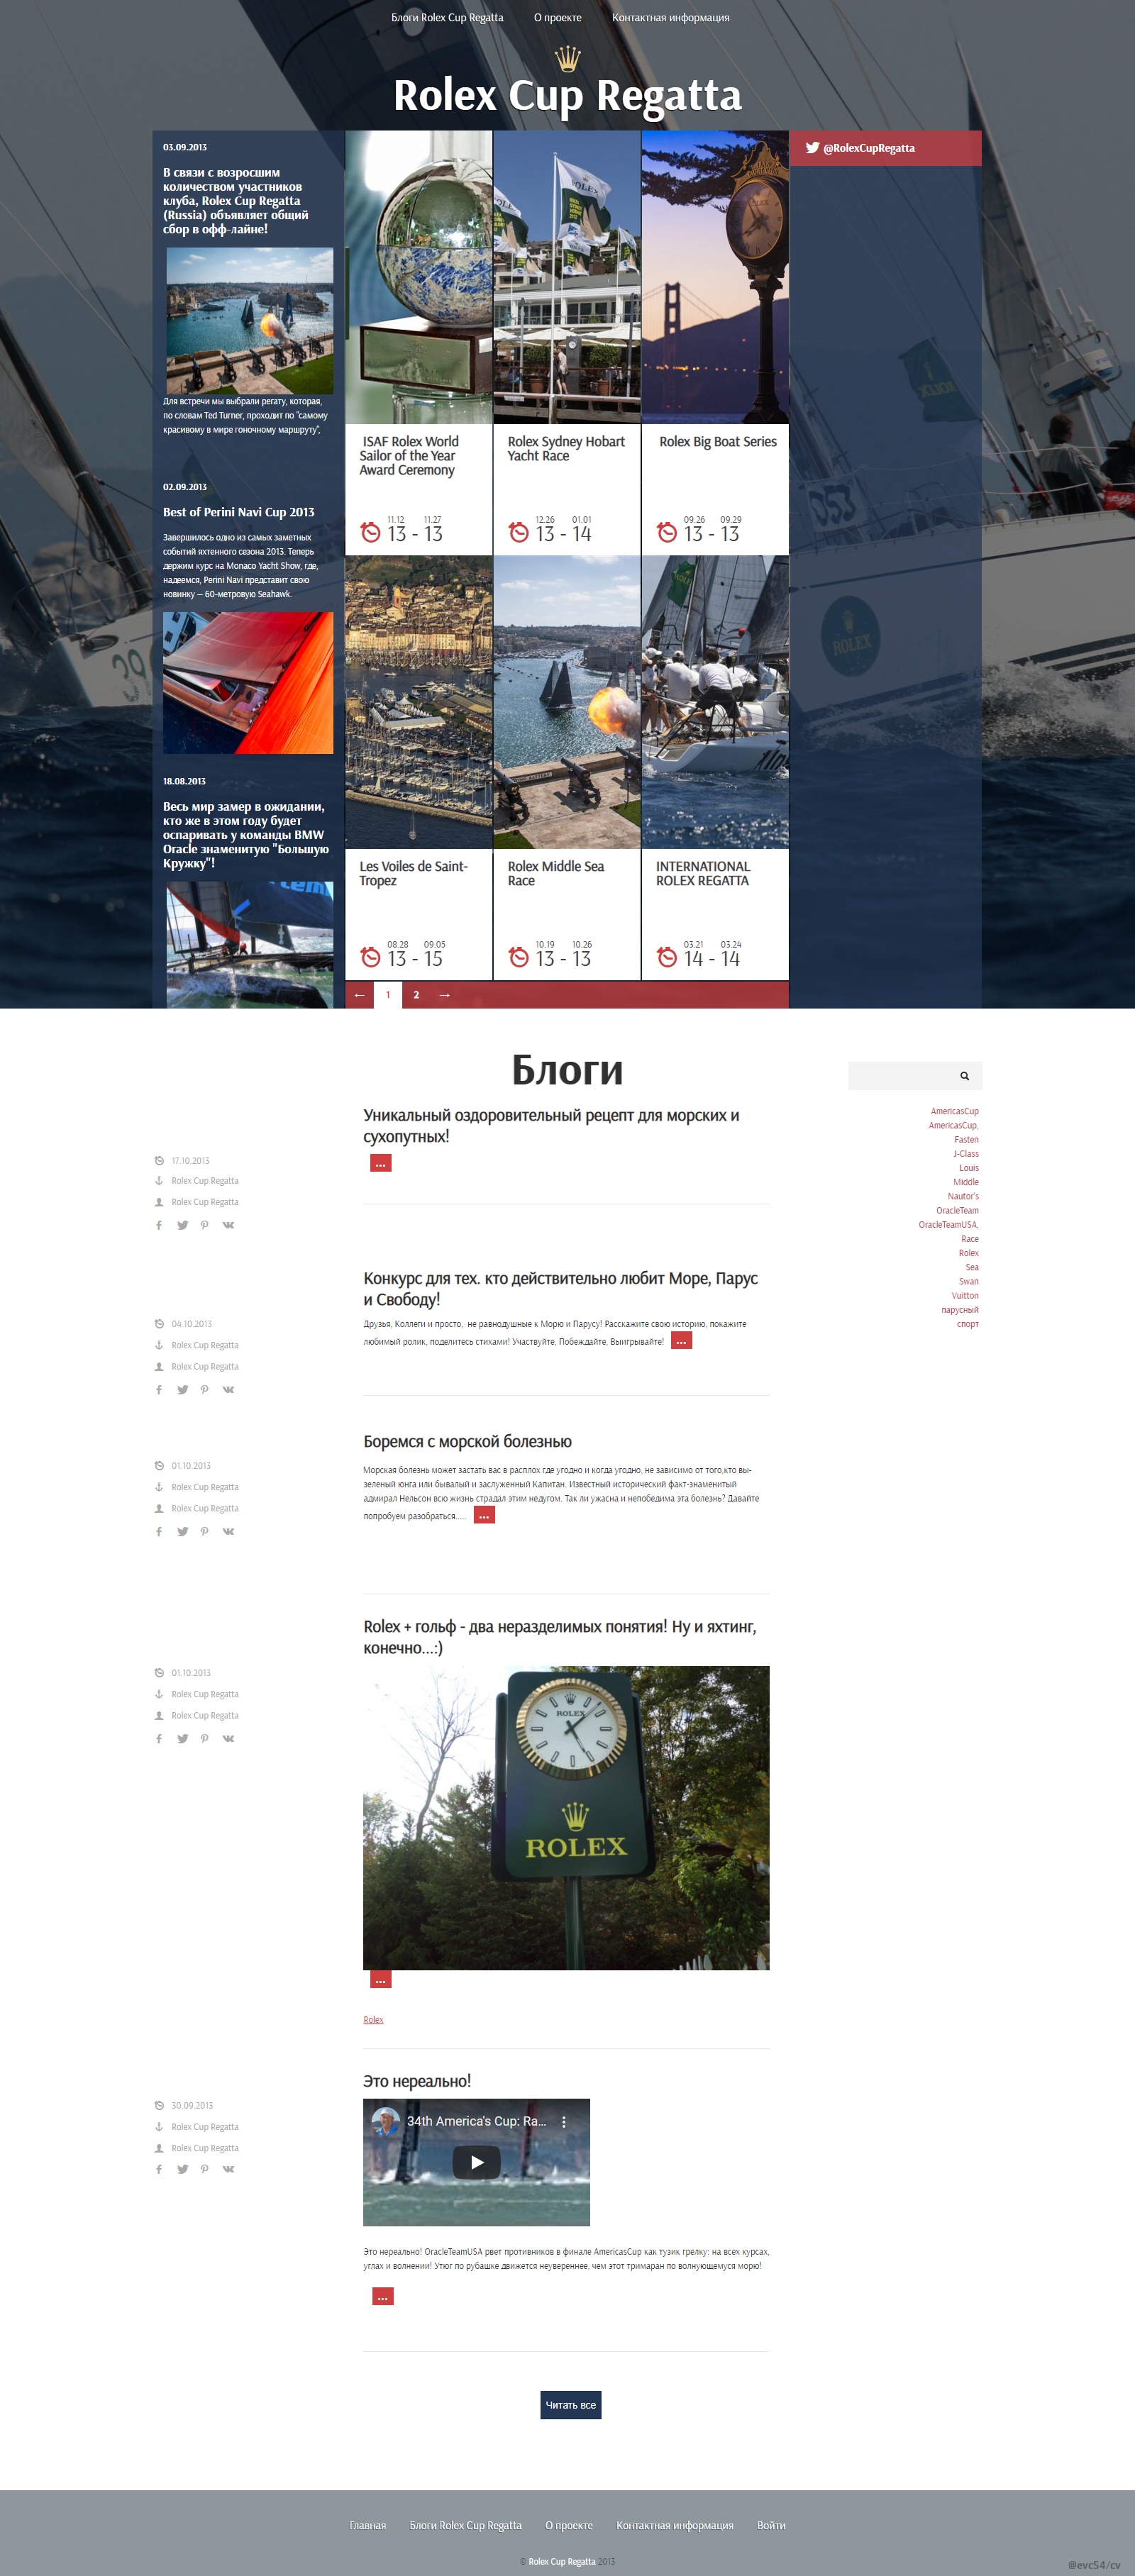 Блоги Rolex Cup Regatta О проекте Контактная информация
Rolex Cup Regatta
03.09.2013
В связи с возросшим
количеством участников
клуба, Rolex Cup Regatta
(Russia) объявляет общий
сбор в офф-лайне!
Для встречи мы выбрали регату, которая,
по словам Ted Turner, проходит по "самому
красивому в мире гоночному маршруту",
02.09.2013
Best of Perini Navi Cup 2013
Завершилось одно из самых заметных
событий яхтенного сезона 2013. Теперь
держим курс на Monaco Yacht Show, где,
надеемся, Perini Navi представит свою
новинку — 60-метровую Seahawk.
18.08.2013
Весь мир замер в ожидании,
кто же в этом году будет
оспаривать у команды BMW
Oracle знаменитую "Большую
Кружку"!
ISAF Rolex World
Sailor of the Year
Award Ceremony
11.12 11.27
13 - 13
Rolex Sydney Hobart
Yacht Race
12.26 01.01
13 - 14
Rolex Big Boat Series
09.26 09.29
13 - 13
Les Voiles de Saint-
Tropez
08.28 09.05
13 - 15
Rolex Middle Sea
Race
10.19 10.26
13 - 13
INTERNATIONAL
ROLEX REGATTA
03.21 03.24
14 - 14
← 1 2 →
@RolexCupRegatta
ROLEX
Блоги
Уникальный оздоровительный рецепт для морских и
сухопутных!
...
17.10.2013
Rolex Cup Regatta
Rolex Cup Regatta
Конкурс для тех. кто действительно любит Море, Парус
и Свободу!
Друзья, Коллеги и просто, не равнодушные к Морю и Парусу! Расскажите свою историю, покажите
любимый ролик, поделитесь стихами! Участвуйте, Побеждайте, Выигрывайте! ...
04.10.2013
Rolex Cup Regatta
Rolex Cup Regatta
Боремся с морской болезнью
Морская болезнь может застать вас в расплох где угодно и когда угодно, не зависимо от того,кто вы-
зеленый юнга или бывалый и заслуженный Капитан. Известный исторический факт-знаменитый
адмирал Нельсон всю жизнь страдал этим недугом. Так ли ужасна и непобедима эта болезнь? Давайте
попробуем разобраться..... ...
01.10.2013
Rolex Cup Regatta
Rolex Cup Regatta
Rolex + гольф - два неразделимых понятия! Ну и яхтинг,
конечно...:)
ROLEX
ROLEX
...
Rolex
01.10.2013
Rolex Cup Regatta
Rolex Cup Regatta
Это нереально!
34th America's Cup: Ra...
Это нереально! OracleTeamUSA рвет противников в финале AmericasCup как тузик грелку: на всех курсах,
углах и волнении! Утюг по рубашке движется неувереннее, чем этот тримаран по волнующемуся морю!
...
30.09.2013
Rolex Cup Regatta
Rolex Cup Regatta
AmericasCup
AmericasCup,
Fasten
J-Class
Louis
Middle
Nautor's
OracleTeam
OracleTeamUSA,
Race
Rolex
Sea
Swan
Vuitton
парусный
спорт
Читать все
Главная Блоги Rolex Cup Regatta О проекте Контактная информация Войти
© Rolex Cup Regatta 2013
@evc54/cv